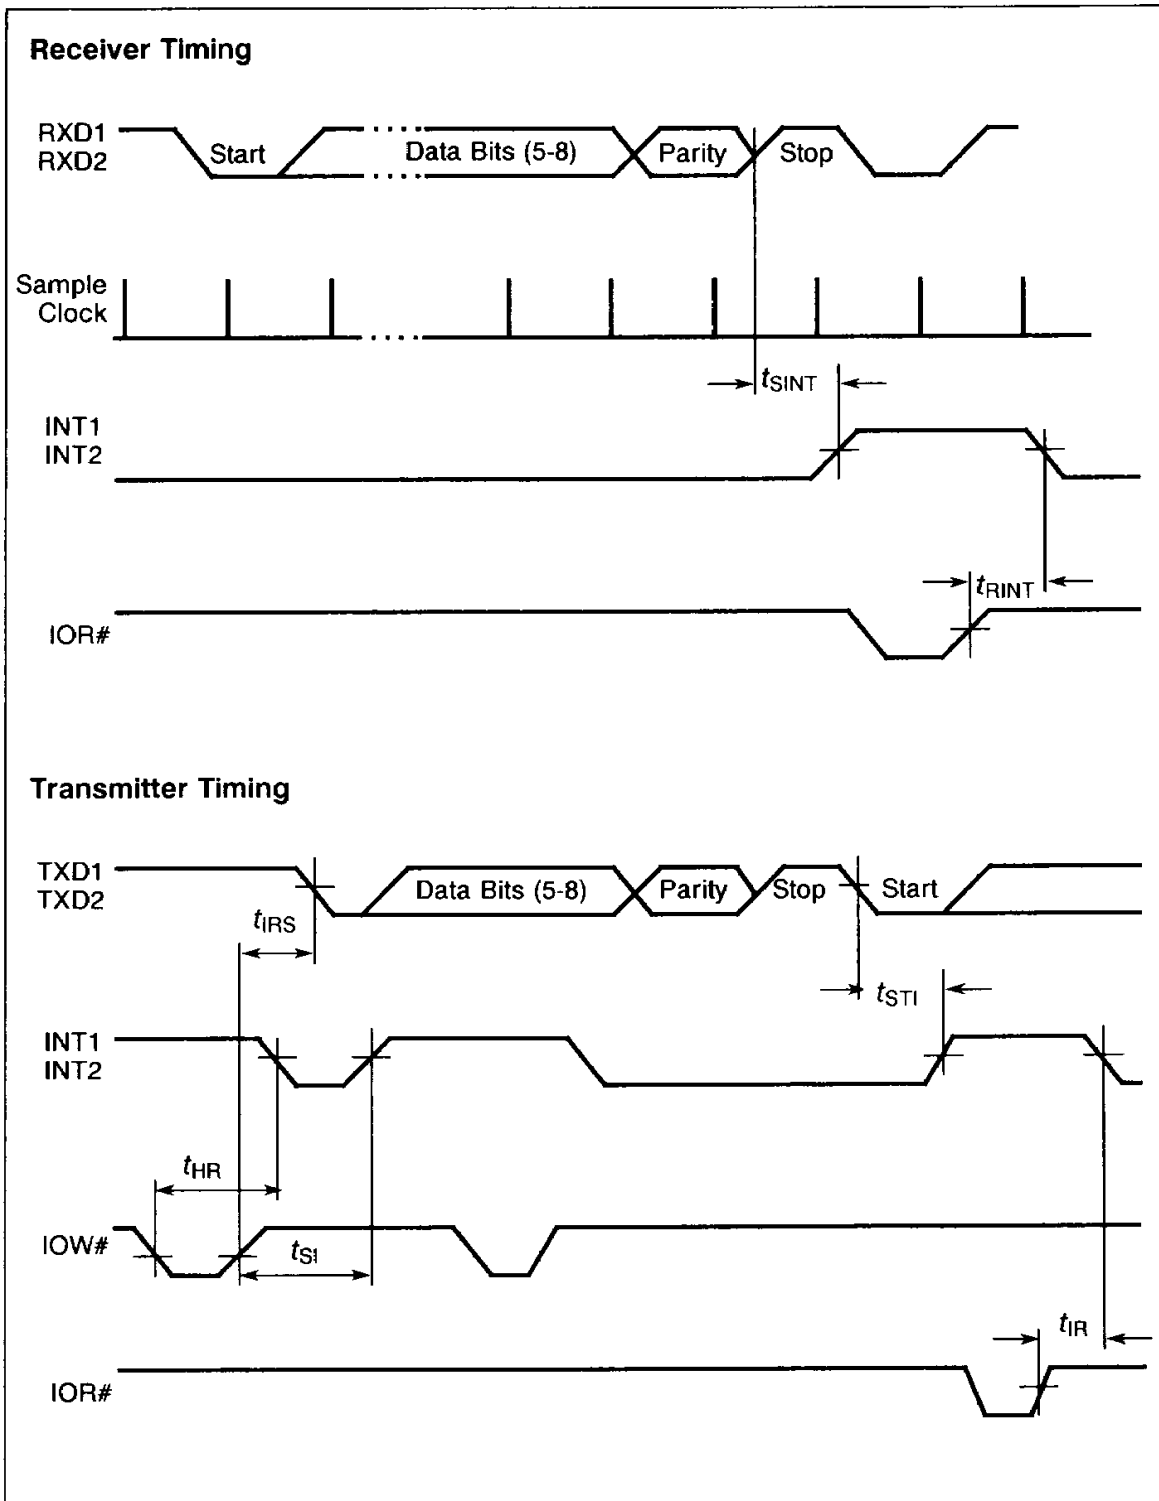 Receiver Timing
RXD1
RXD2
Start
Data Bits (5-8)
Parity
Stop
Sample
Clock
tSINT
INT1
INT2
tRINT
IOR#
Transmitter Timing
TXD1
TXD2
Data Bits (5-8)
Parity
Stop
Start
tIRS
tSTI
INT1
INT2
tHR
IOW#
tSI
tIR
IOR#